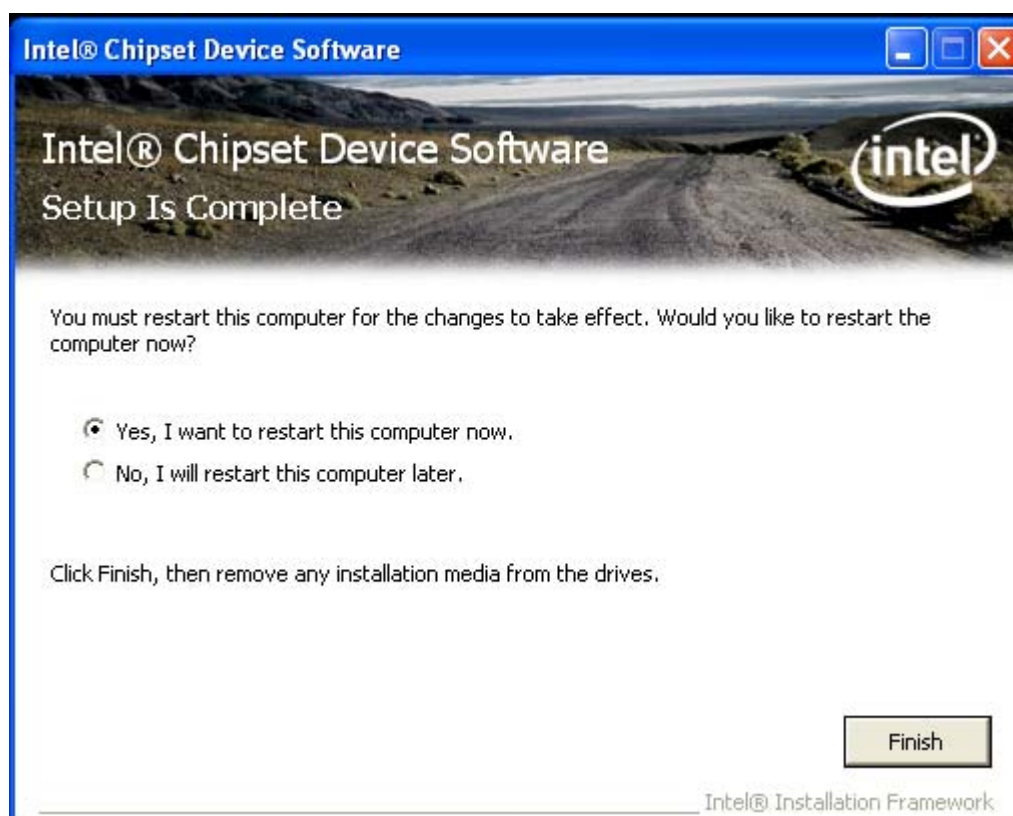 Intel® Chipset Device Software
Intel® Chipset Device Software
intel
Setup Is Complete
You must restart this computer for the changes to take effect. Would you like to restart the
computer now?
Yes, I want to restart this computer now.
No, I will restart this computer later.
Click Finish, then remove any installation media from the drives.
Finish
Intel® Installation Framework